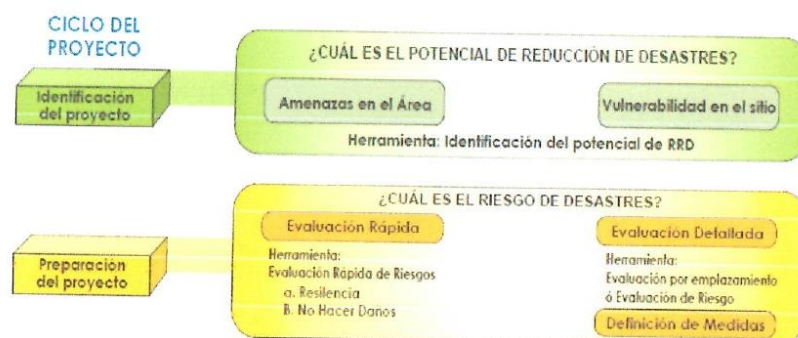 CICLO DEL
PROYECTO
¿CUÁL ES EL POTENCIAL DE REDUCCIÓN DE DESASTRES?
Identificación
del proyecto
Amenazas en el Área
Vulnerabilidad en el sitio
Herramienta: Identificación del potencial de RRD
¿CUÁL ES EL RIESGO DE DESASTRES?
Preparación
del proyecto
Evaluación Rápida
Herramienta:
Evaluación Rápida de Riesgos
a. Resilencia
B. No Hacer Daños
Evaluación Detallada
Herramienta:
Evaluación por emplazamiento
ó Evaluación de Riesgo
Definición de Medidas